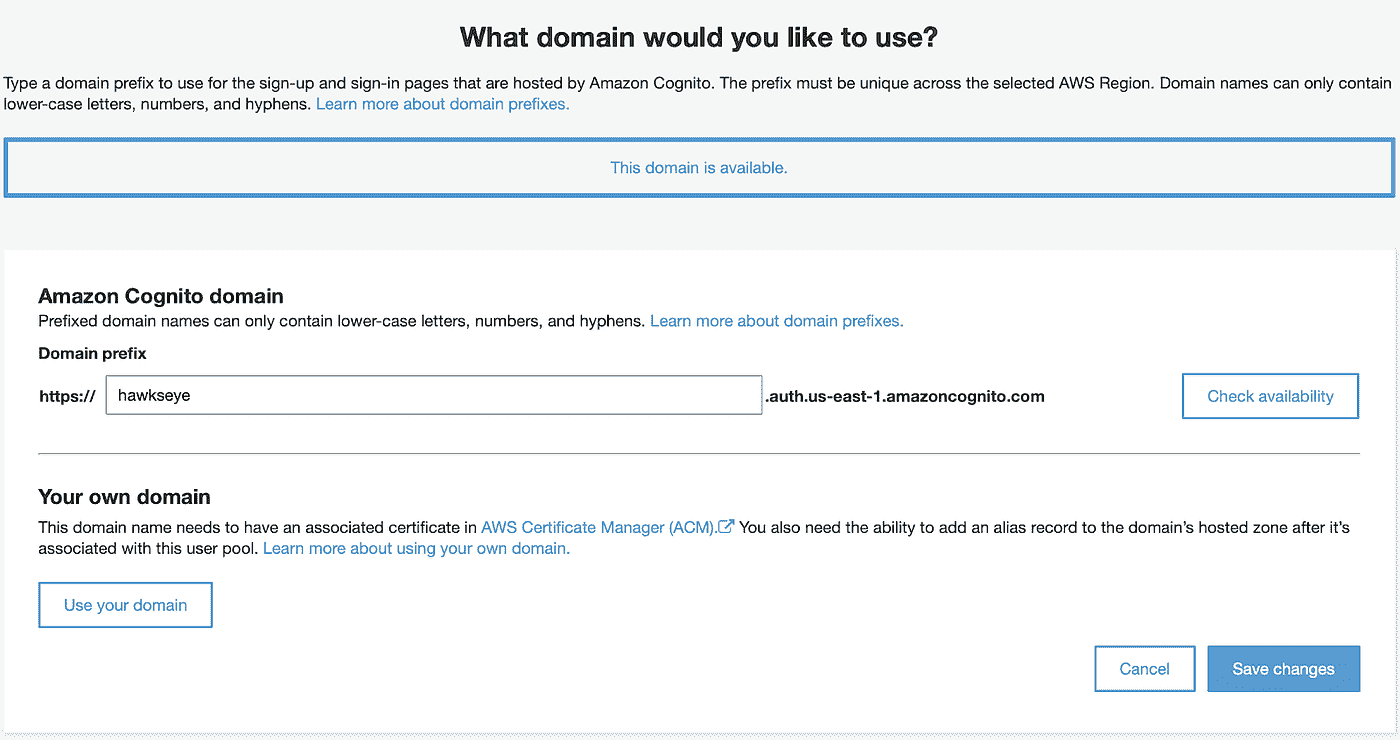 What domain would you like to use?
Type a domain prefix to use for the sign-up and sign-in pages that are hosted by Amazon Cognito. The prefix must be unique across the selected AWS Region. Domain names can only contain
lower-case letters, numbers, and hyphens. Learn more about domain prefixes.
This domain is available.
Amazon Cognito domain
Prefixed domain names can only contain lower-case letters, numbers, and hyphens. Learn more about domain prefixes.
Domain prefix
https:// hawkseye .auth.us-east-1.amazoncognito.com Check availability
Your own domain
This domain name needs to have an associated certificate in AWS Certificate Manager (ACM). You also need the ability to add an alias record to the domain's hosted zone after it's
associated with this user pool. Learn more about using your own domain.
Use your domain
Cancel Save changes